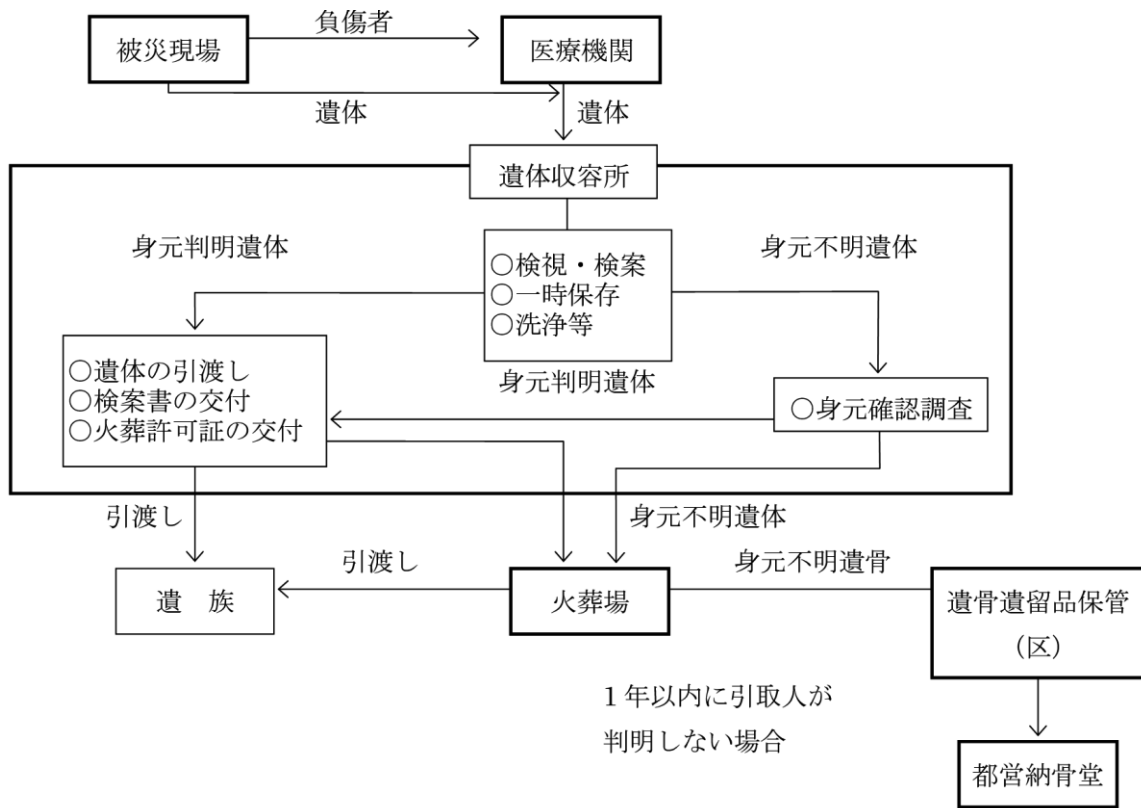 負傷者
被災現場
医療機関
遺体
遺体
遺体収容所
身元判明遺体
身元不明遺体
○検視・検案
○一時保存
○洗浄等
○遺体の引渡し
○検案書の交付
○火葬許可証の交付
身元判明遺体
○身元確認調査
引渡し
身元不明遺体
引渡し
身元不明遺骨
遺　族
火葬場
遺骨遺留品保管
（区）
1 年以内に引取人が
判明しない場合
都営納骨堂